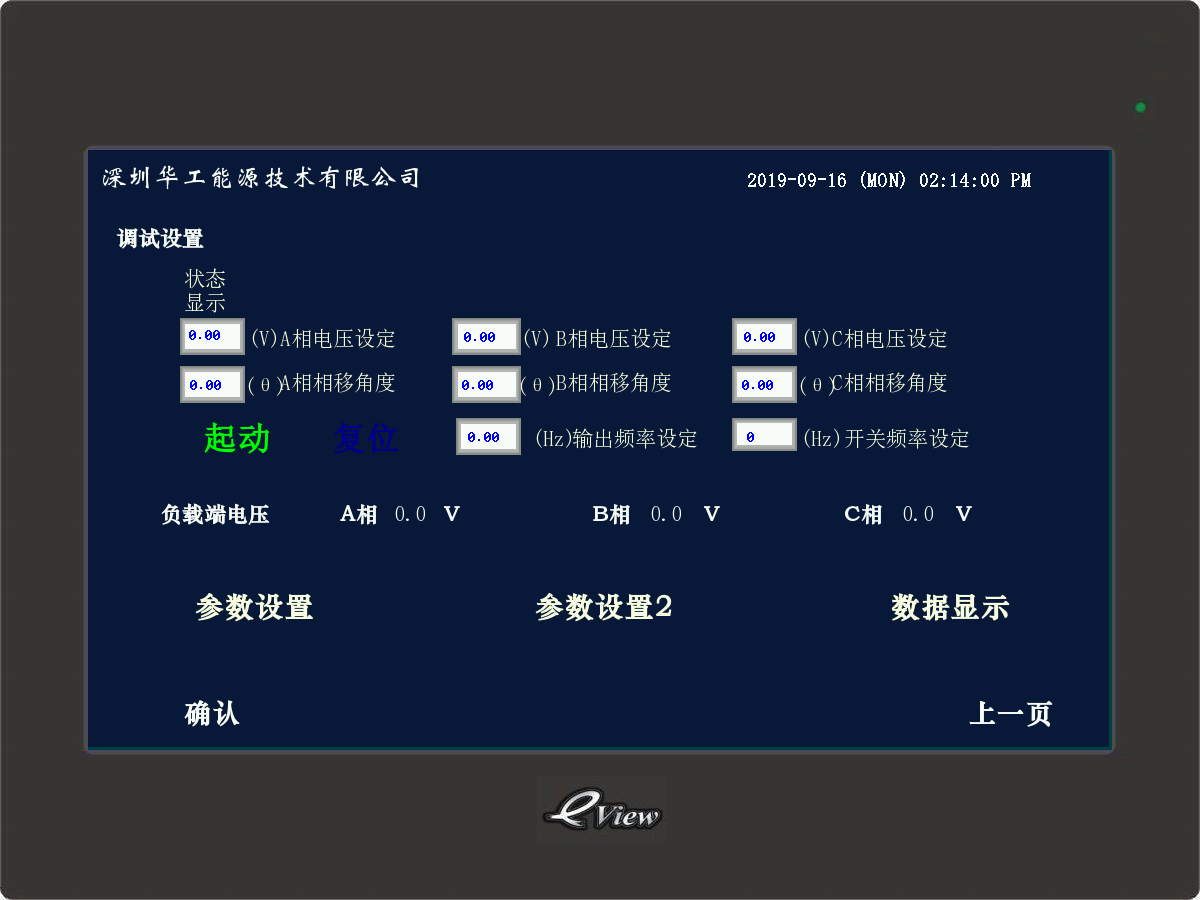 深圳华工能源技术有限公司 2019-09-16 (MON) 02:14:00 PM
调试设置
状态
显示
0.00 (V)A相电压设定 0.00 (V)B相电压设定 0.00 (V)C相电压设定
0.00 (θ)A相相移角度 0.00 (θ)B相相移角度 0.00 (θ)C相相移角度
起动 复位 0.00 (Hz)输出频率设定 0 (Hz)开关频率设定
负载端电压 A相 0.0 V B相 0.0 V C相 0.0 V
参数设置 参数设置2 数据显示
确认 上一页
eView